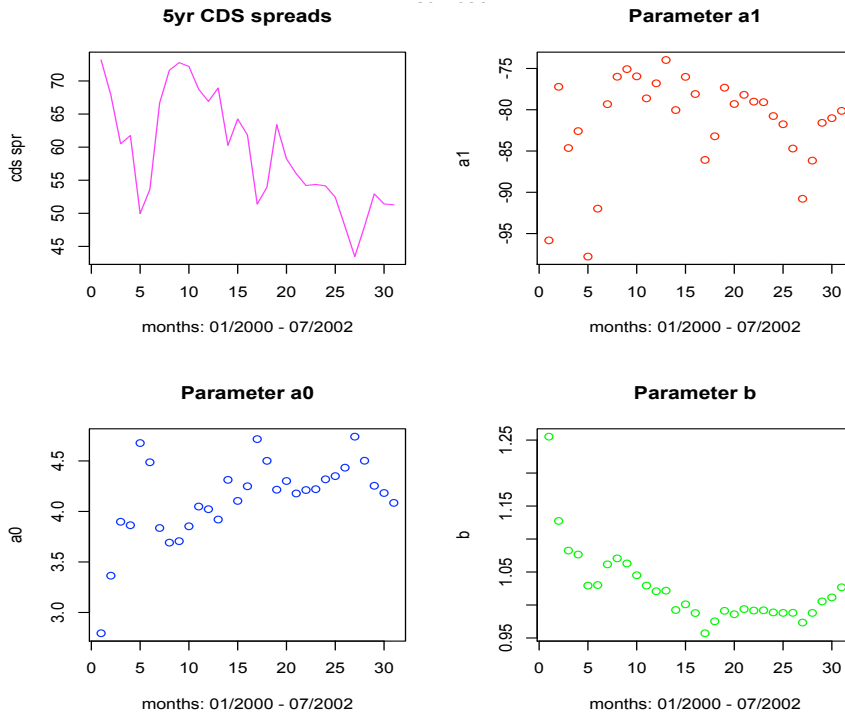 5yr CDS spreads
cds spr
70
65
60
55
50
45
0 5 10 15 20 25 30
months: 01/2000 - 07/2002
Parameter a1
a1
-75
-80
-85
-90
-95
0 5 10 15 20 25 30
months: 01/2000 - 07/2002
Parameter a0
a0
4.5
4.0
3.5
3.0
0 5 10 15 20 25 30
months: 01/2000 - 07/2002
Parameter b
b
1.25
1.15
1.05
0.95
0 5 10 15 20 25 30
months: 01/2000 - 07/2002